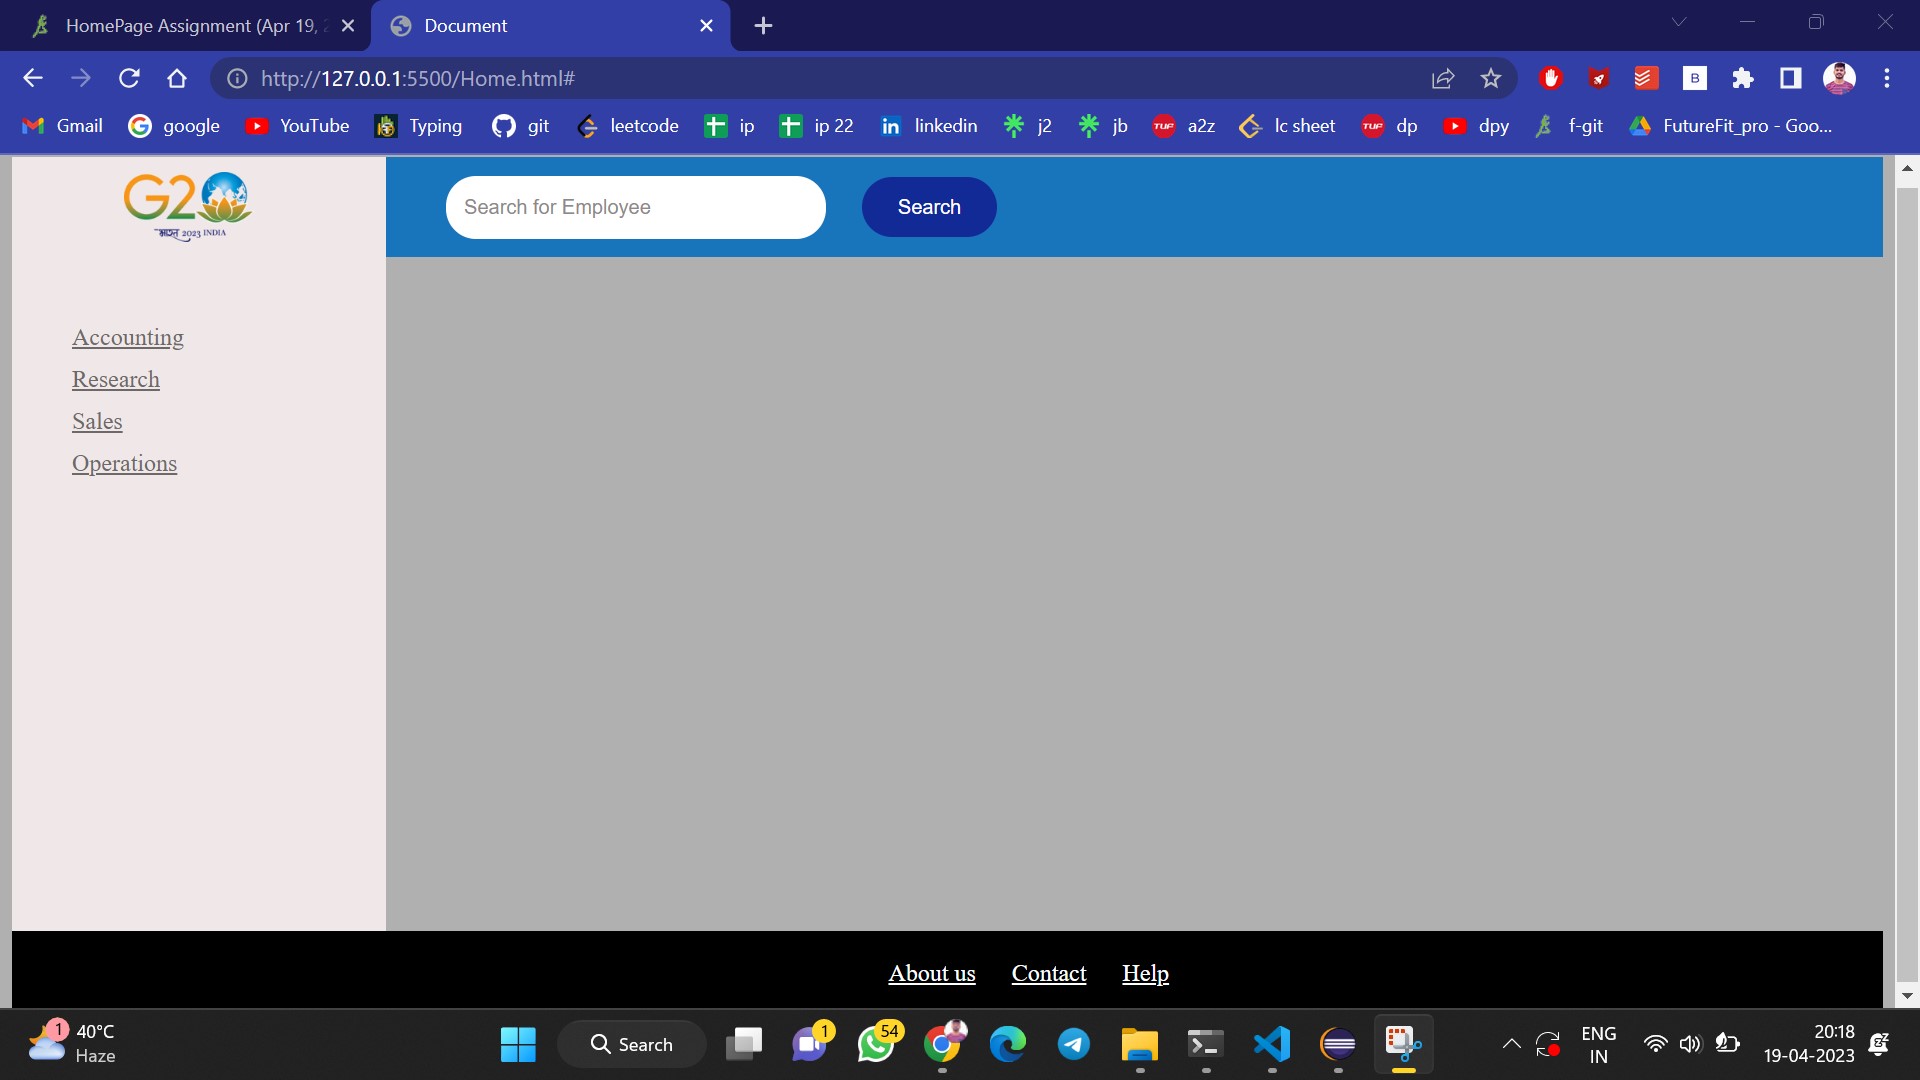 HomePage Assignment (Apr 19,
Document
http://127.0.0.1:5500/Home.html#
Gmail
google
YouTube
Typing
git
leetcode
ip
ip 22
linkedin
j2
jb
a2z
lc sheet
dp
dpy
f-git
FutureFit_pro - Goo...
G20
भारत 2023 INDIA
Search for Employee
Search
Accounting
Research
Sales
Operations
About us
Contact
Help
1
40°C
Haze
Search
1
54
ENG
IN
20:18
19-04-2023